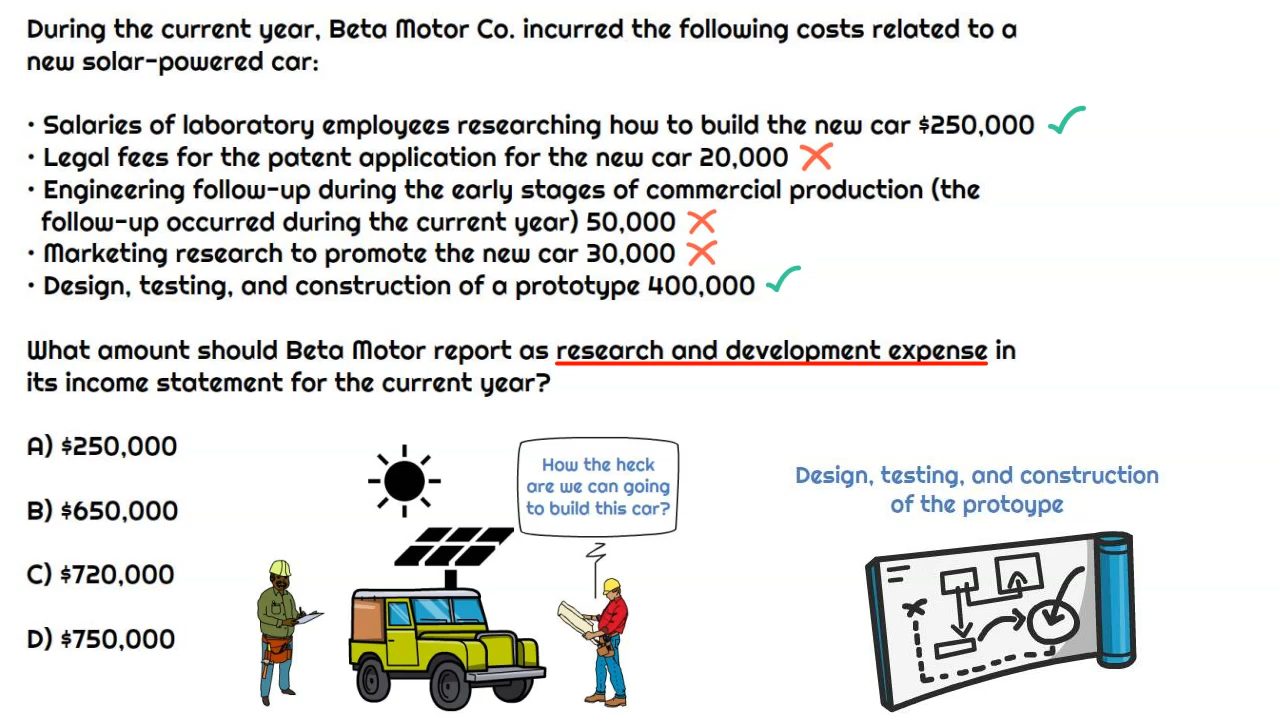 During the current year, Beta Motor Co. incurred the following costs related to a
new solar-powered car:
• Salaries of laboratory employees researching how to build the new car $250,000
• Legal fees for the patent application for the new car 20,000
• Engineering follow-up during the early stages of commercial production (the
follow-up occurred during the current year) 50,000
• Marketing research to promote the new car 30,000
• Design, testing, and construction of a prototype 400,000
What amount should Beta Motor report as research and development expense in
its income statement for the current year?
A) $250,000
B) $650,000
C) $720,000
D) $750,000
How the heck
are we can going
to build this car?
Design, testing, and construction
of the protoype